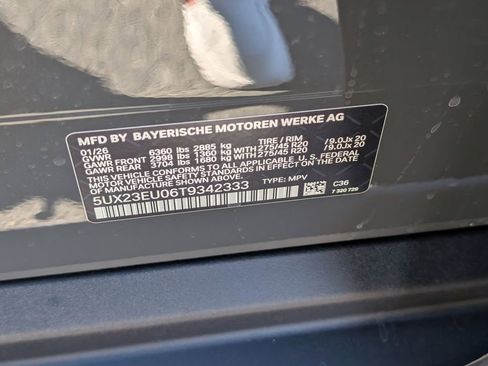 MFD BY BAYERISCHE MOTOREN WERKE AG
01/26 6360 lbs 2885 kg TIRE / RIM
GVWR
GAWR FRONT 2998 lbs 1360 kg WITH 275/45 R20 / 9.0Jx 20
GAWR REAR 3704 lbs 1680 kg WITH 275/45 R20 / 9.0Jx 20
THIS VEHICLE CONFORMS TO ALL APPLICABLE U.S. FEDERAL
MOTOR VEHICLE SAFETY STANDARDS IN EFFECT ON THE DATE OF
MANUFACTURE SHOWN ABOVE.
5UX23EU06T9342333 TYPE: MPV C36
7 320 729